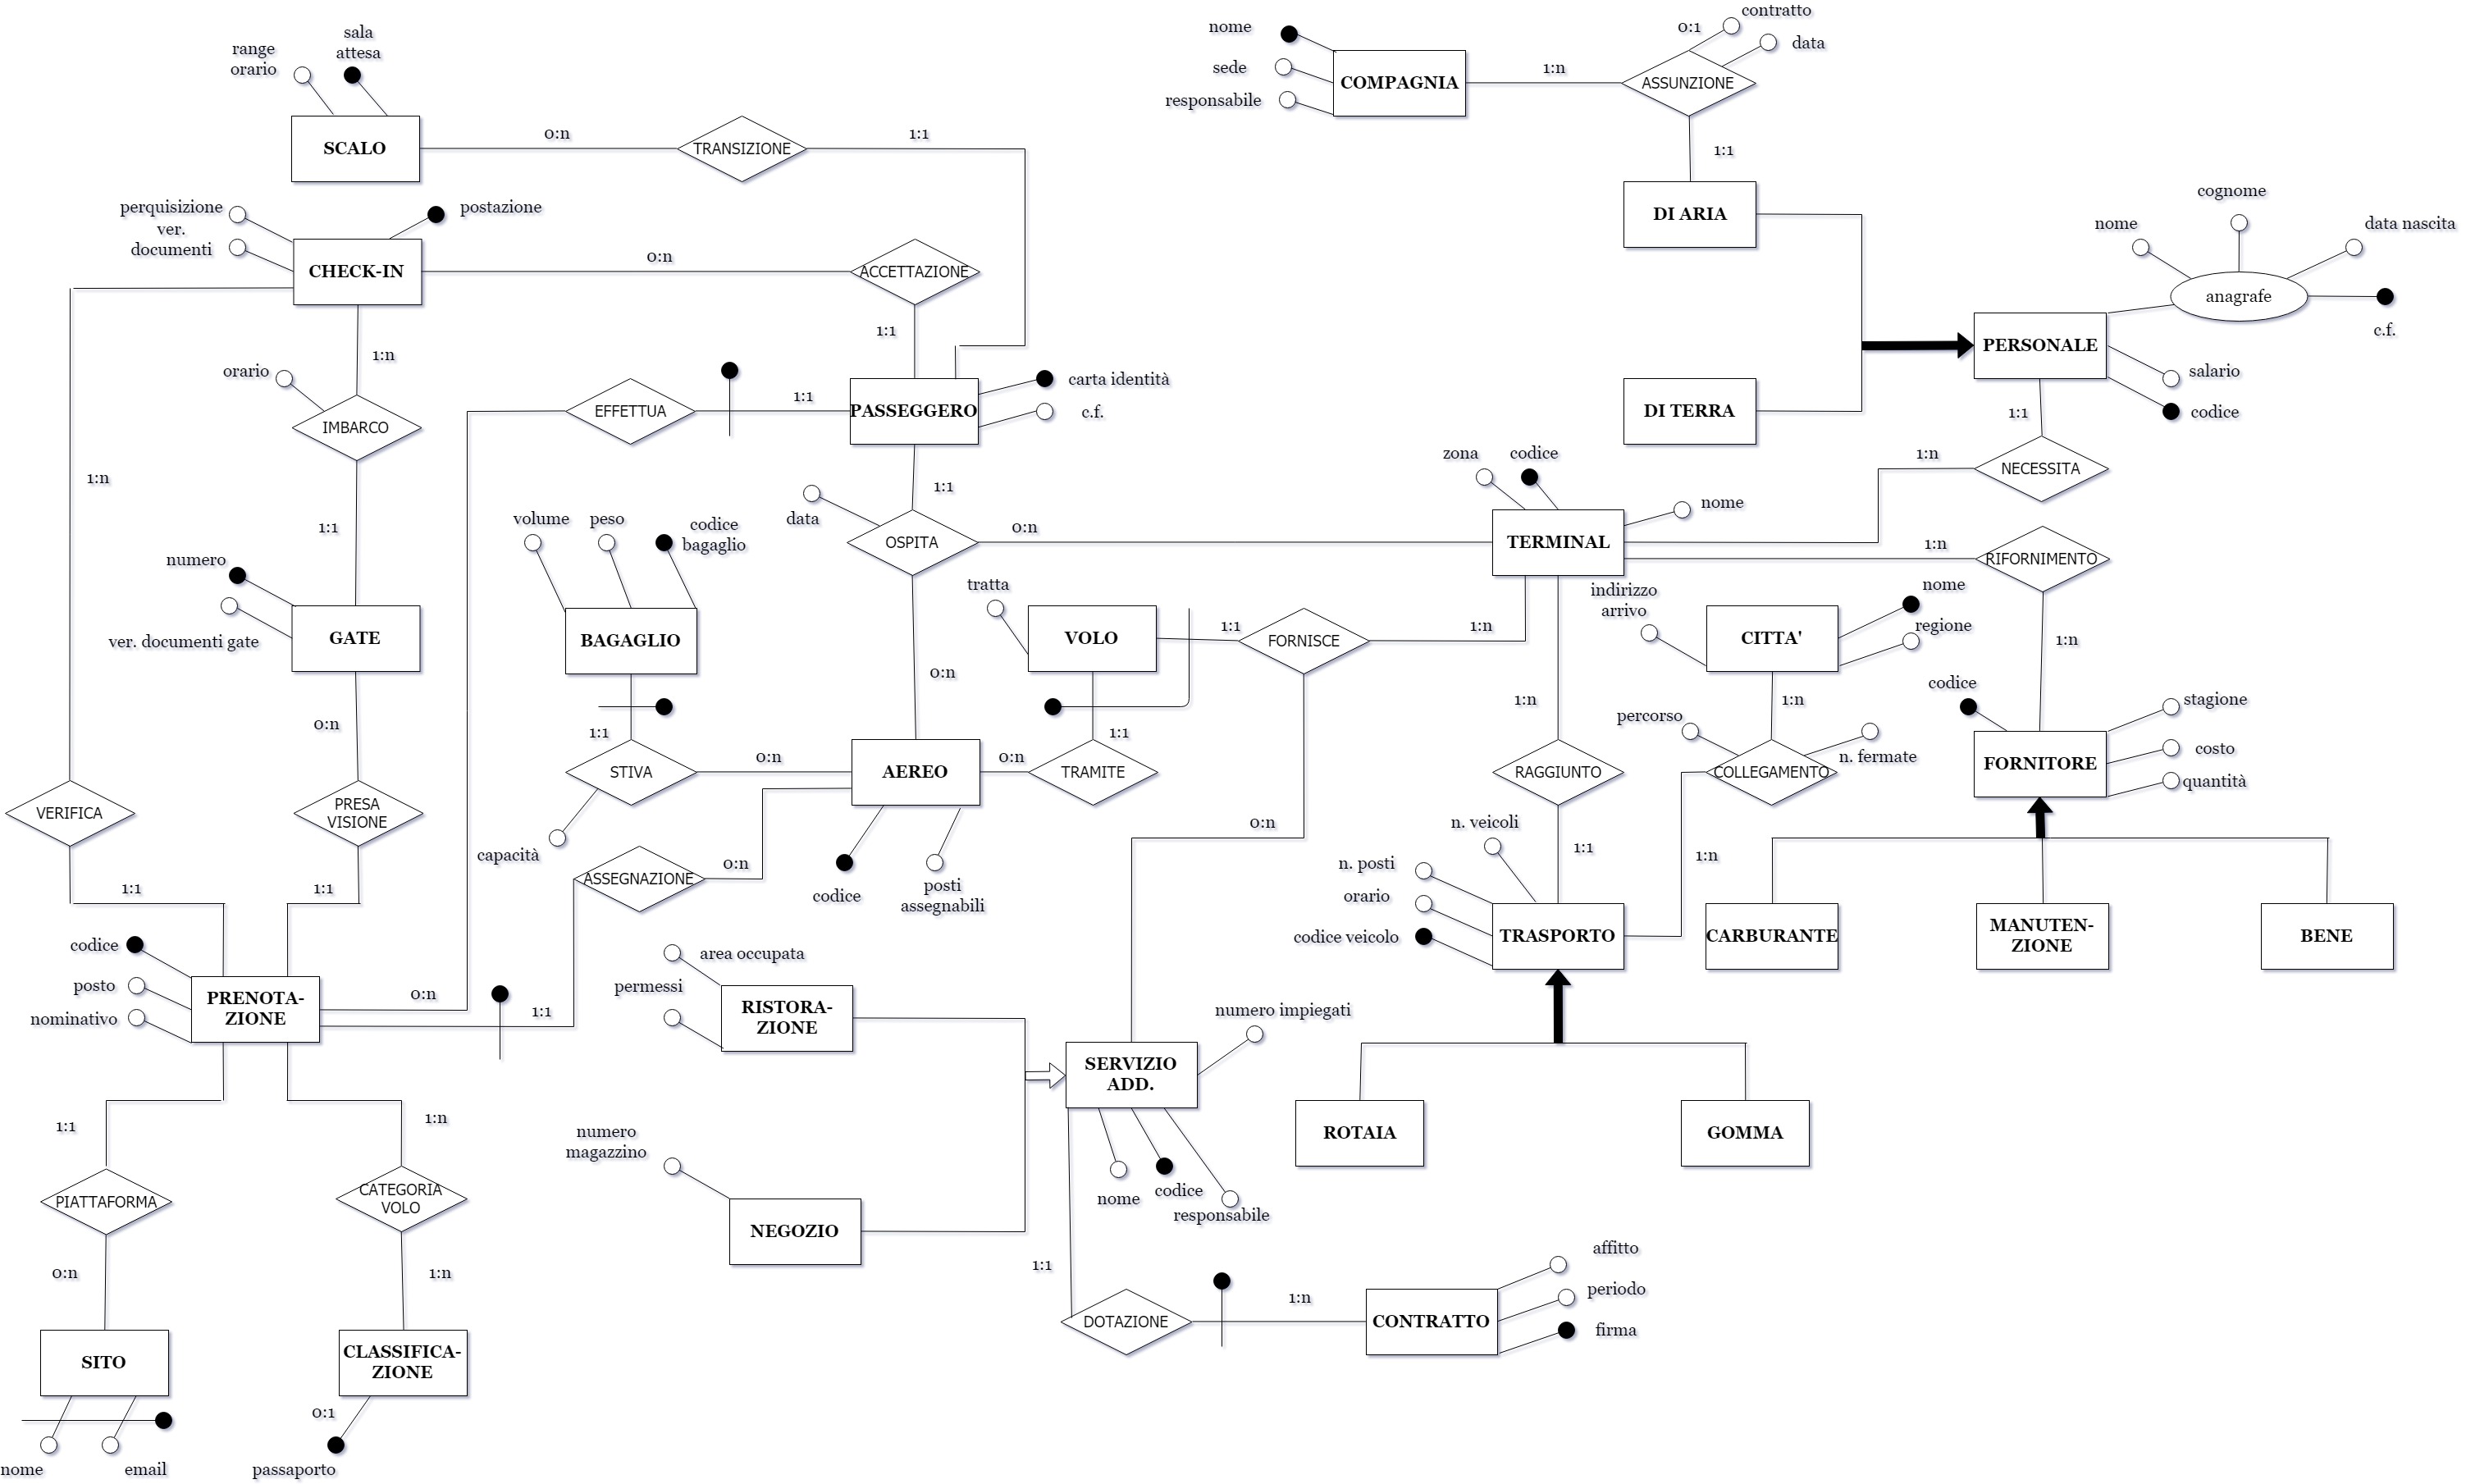 contratto
nome
0:1
sala
attesa
data
range
orario
sede
1:n
COMPAGNIA
ASSUNZIONE
responsabile
0:n
1:1
SCALO
TRANSIZIONE
1:1
cognome
perquisizione
postazione
DI ARIA
nome
data nascita
ver.
documenti
0:n
CHECK-IN
ACCETTAZIONE
anagrafe
1:1
c.f.
PERSONALE
1:n
orario
carta identità
salario
1:1
EFFETTUA
PASSEGGERO
DI TERRA
c.f.
codice
1:1
IMBARCO
zona
codice
1:n
NECESSITA
1:n
1:1
nome
volume
peso
codice
bagaglio
data
1:1
0:n
OSPITA
TERMINAL
1:n
RIFORNIMENTO
numero
tratta
indirizzo
arrivo
nome
1:1
1:n
regione
ver. documenti gate
GATE
BAGAGLIO
VOLO
FORNISCE
CITTA'
1:n
0:n
codice
1:n
1:n
stagione
percorso
0:n
1:1
1:1
costo
0:n
0:n
n. fermate
STIVA
AEREO
TRAMITE
RAGGIUNTO
COLLEGAMENTO
FORNITORE
quantità
VERIFICA
PRESA
VISIONE
0:n
n. veicoli
capacità
1:1
1:n
0:n
n. posti
ASSEGNAZIONE
1:1
1:1
codice
posti
assegnabili
orario
codice veicolo
TRASPORTO
CARBURANTE
MANUTEN-
ZIONE
BENE
codice
area occupata
posto
0:n
permessi
PRENOTA-
ZIONE
RISTORA-
ZIONE
nominativo
1:1
numero impiegati
SERVIZIO
ADD.
1:1
1:n
numero
magazzino
ROTAIA
GOMMA
PIATTAFORMA
CATEGORIA
VOLO
nome
codice
responsabile
NEGOZIO
affitto
0:n
1:n
1:1
periodo
1:n
DOTAZIONE
CONTRATTO
firma
SITO
CLASSIFICA-
ZIONE
0:1
nome
email
passaporto